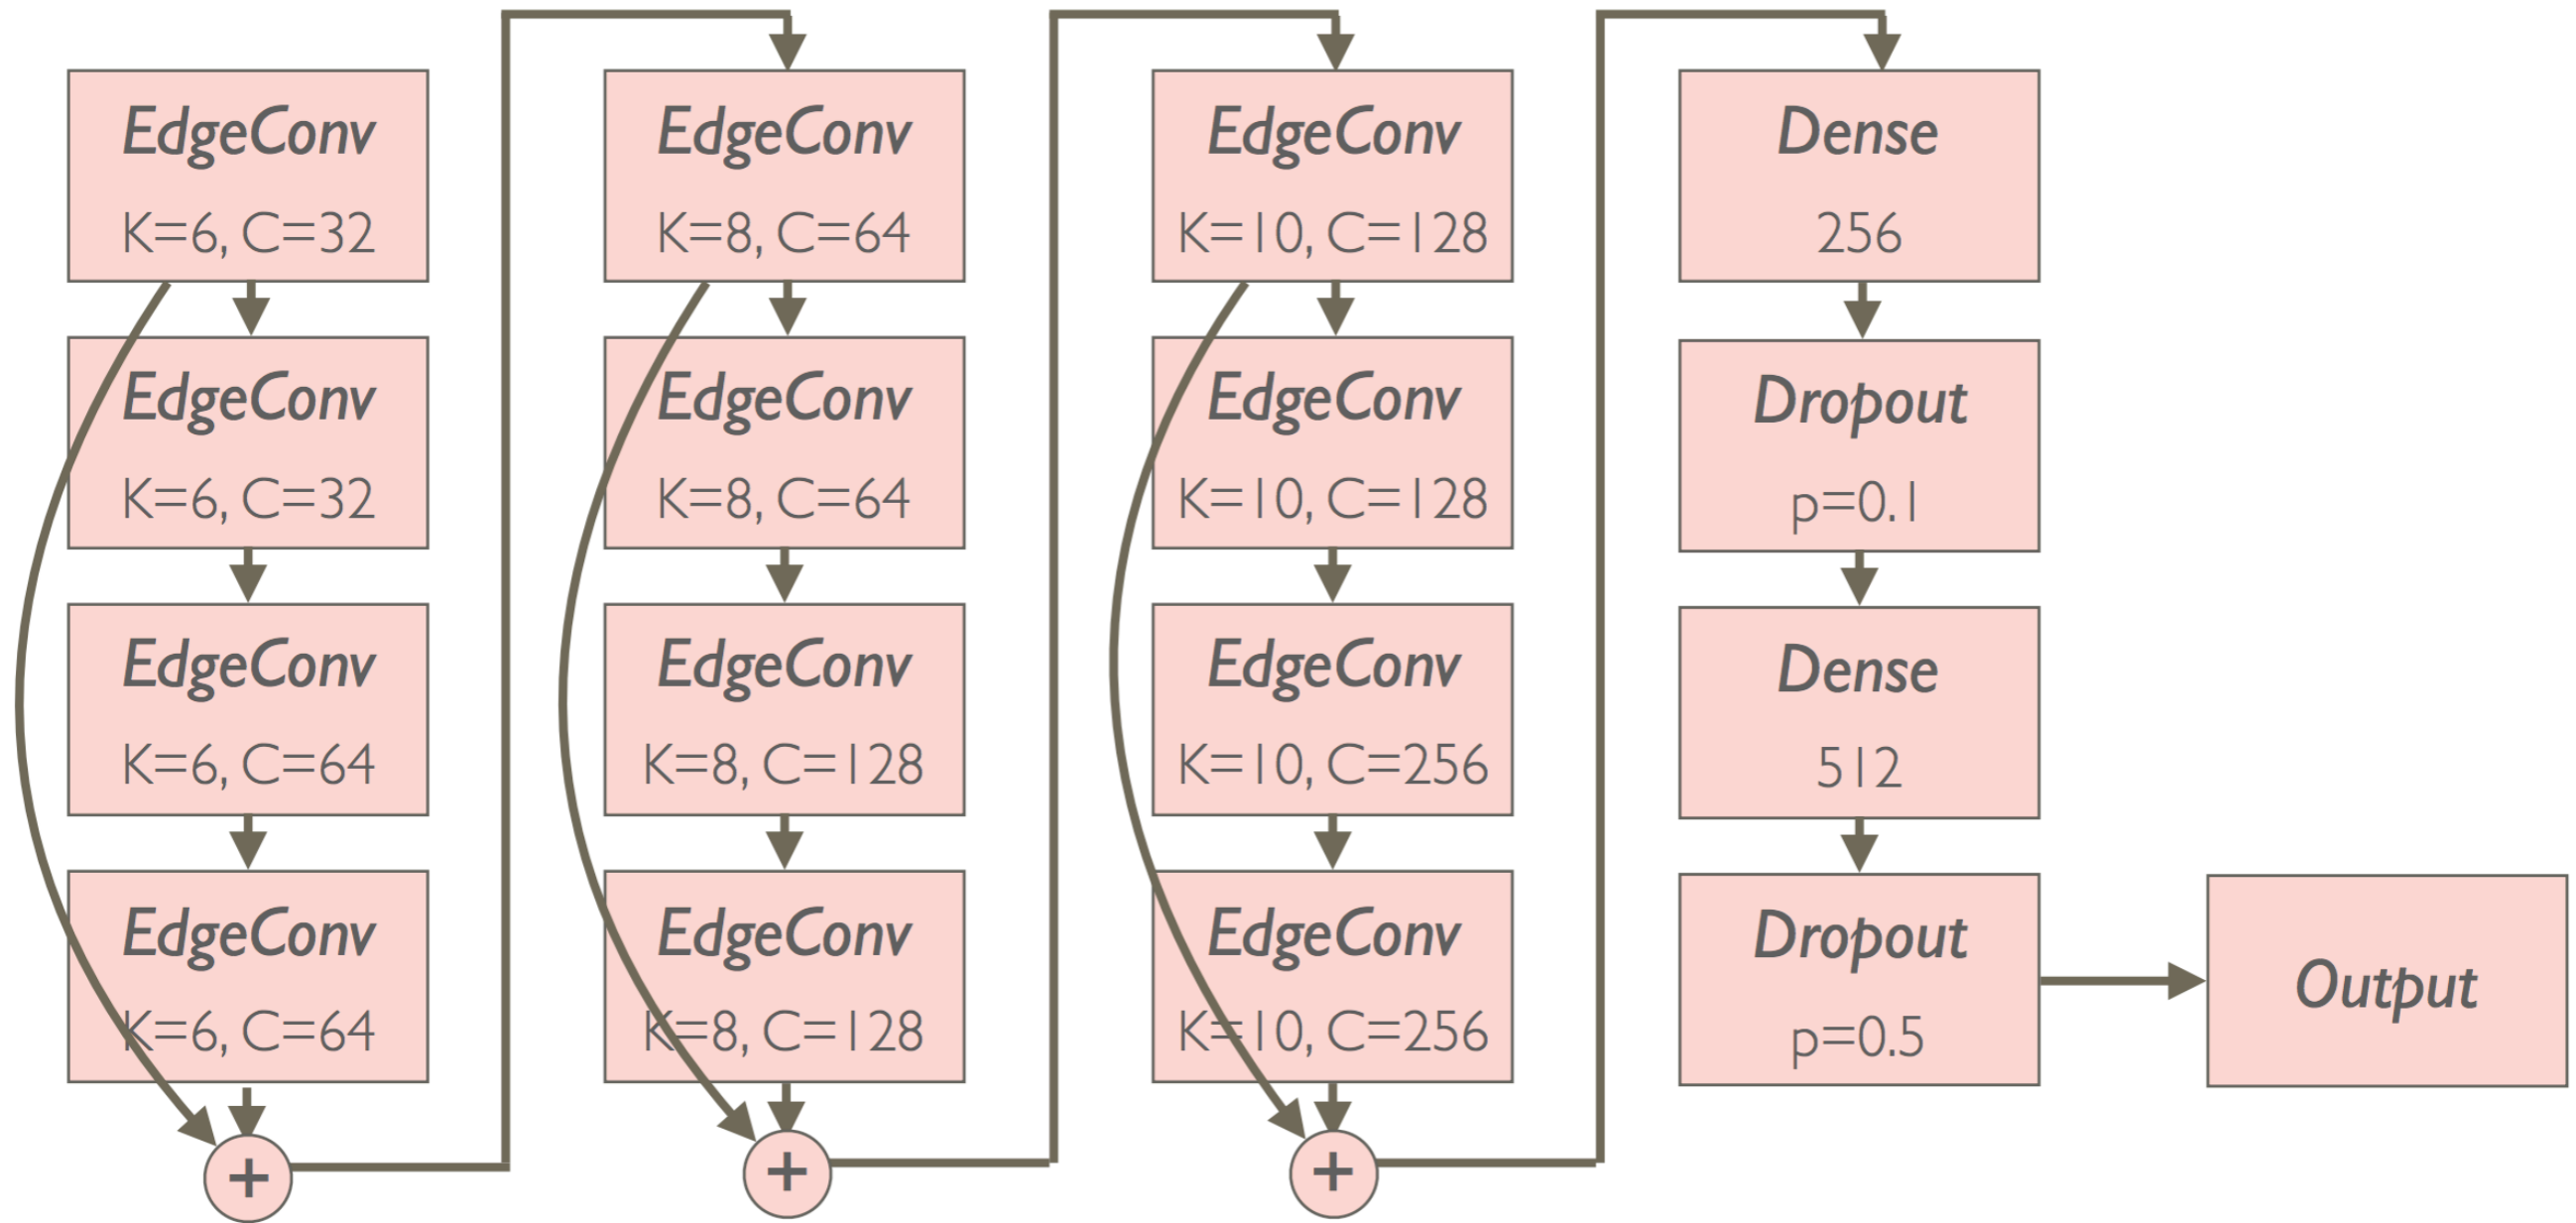 EdgeConv
K=6, C=32
EdgeConv
K=6, C=32
EdgeConv
K=6, C=64
EdgeConv
K=6, C=64
+
EdgeConv
K=8, C=64
EdgeConv
K=8, C=64
EdgeConv
K=8, C=128
EdgeConv
K=8, C=128
+
EdgeConv
K=10, C=128
EdgeConv
K=10, C=128
EdgeConv
K=10, C=256
EdgeConv
K=10, C=256
+
Dense
256
Dropout
p=0.1
Dense
512
Dropout
p=0.5
Output